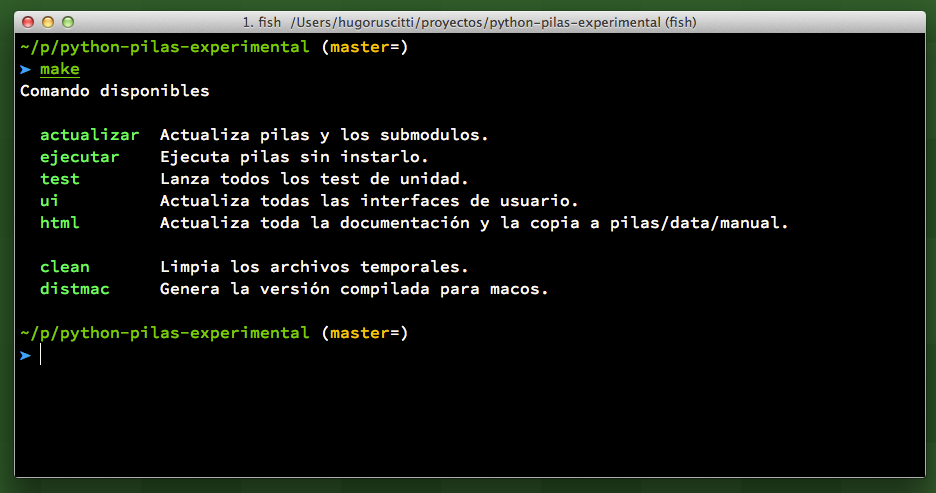 1. fish /Users/hugoruscitti/proyectos/python-pilas-experimental (fish)
~/p/python-pilas-experimental (master=)
➤ make
Comando disponibles
actualizar Actualiza pilas y los submodulos.
ejecutar Ejecuta pilas sin instarlo.
test Lanza todos los test de unidad.
ui Actualiza todas las interfaces de usuario.
html Actualiza toda la documentación y la copia a pilas/data/manual.
clean Limpia los archivos temporales.
distmac Genera la versión compilada para macos.
~/p/python-pilas-experimental (master=)
➤